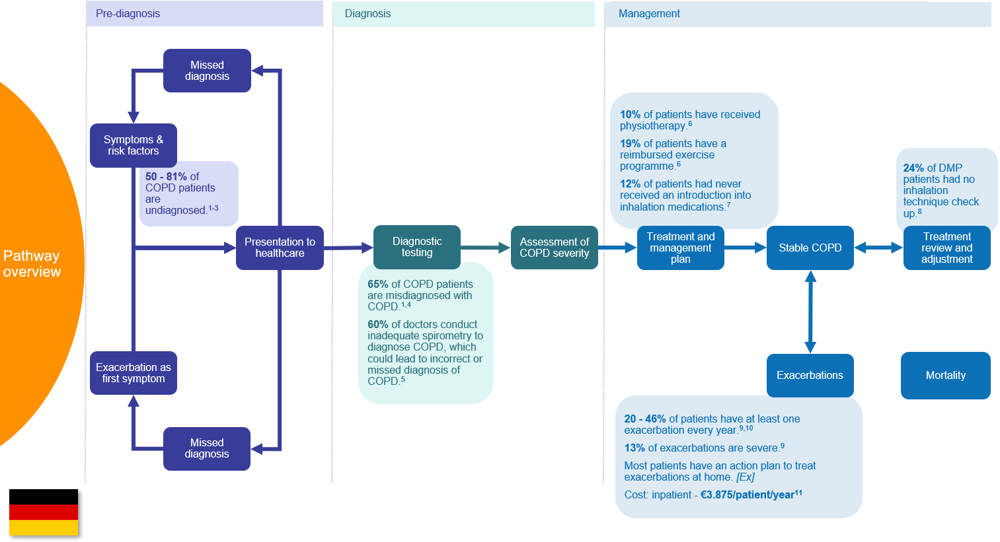 Pre-diagnosis
Diagnosis
Management
Missed
diagnosis
Symptoms &
risk factors
50 - 81% of
COPD patients
are
undiagnosed.1-3
Presentation to
healthcare
Exacerbation as
first symptom
Missed
diagnosis
Pathway
overview
Diagnostic
testing
65% of COPD patients
are misdiagnosed with
COPD.1,4
60% of doctors conduct
inadequate spirometry to
diagnose COPD, which
could lead to incorrect or
missed diagnosis of
COPD.5
Assessment of
COPD severity
10% of patients have received
physiotherapy.6
19% of patients have a
reimbursed exercise
programme.6
12% of patients had never
received an introduction into
inhalation medications.7
Treatment and
management
plan
Stable COPD
24% of DMP
patients had no
inhalation
technique check
up.8
Treatment
review and
adjustment
Exacerbations
Mortality
20 - 46% of patients have at least one
exacerbation every year.9,10
13% of exacerbations are severe.9
Most patients have an action plan to treat
exacerbations at home. [Ex]
Cost: inpatient - €3.875/patient/year11